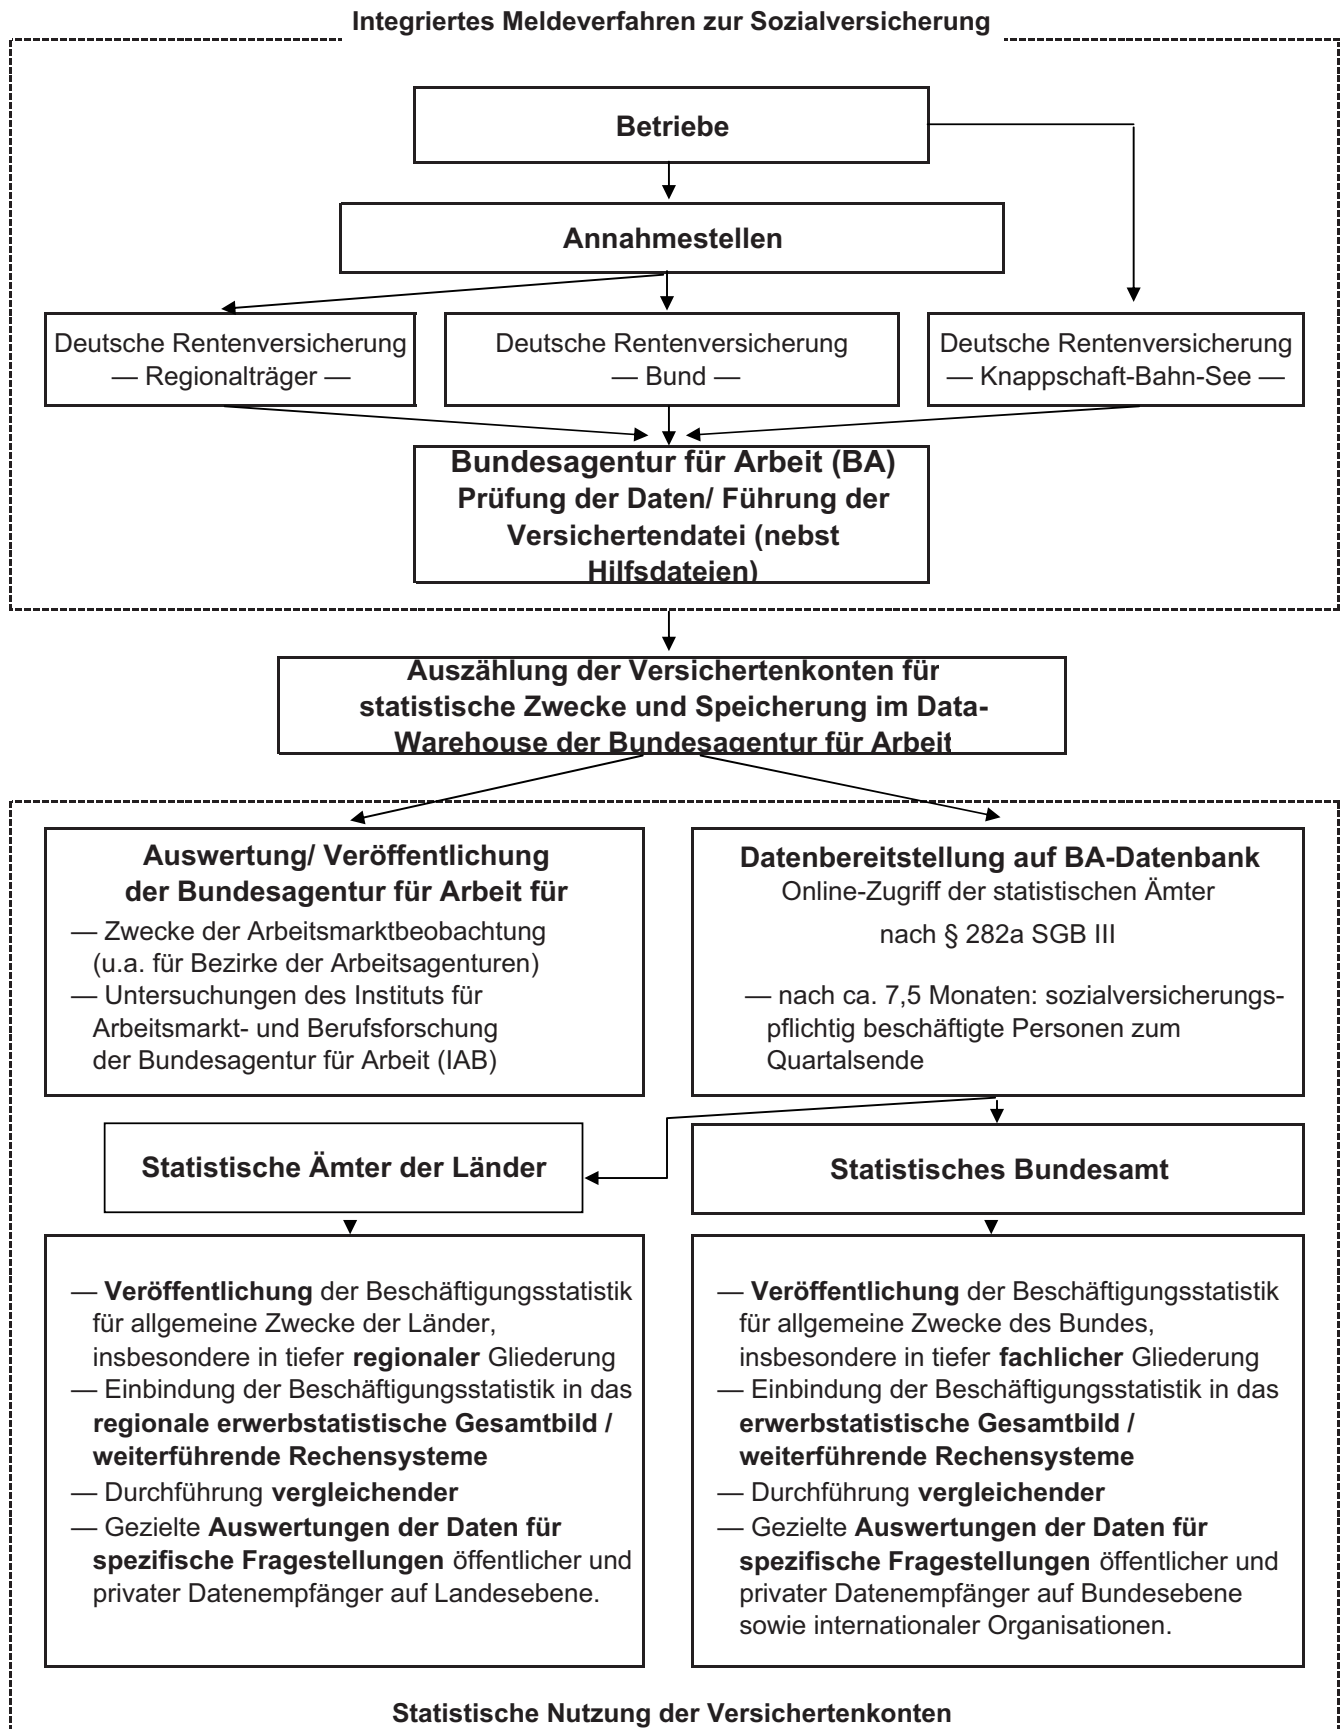 Integriertes Meldeverfahren zur Sozialversicherung
Betriebe
Annahmestellen
Deutsche Rentenversicherung
— Regionalträger —
Deutsche Rentenversicherung
— Bund —
Deutsche Rentenversicherung
— Knappschaft-Bahn-See —
Bundesagentur für Arbeit (BA)
Prüfung der Daten/ Führung der
Versichertendatei (nebst
Hilfsdateien)
Auszählung der Versichertenkonten für
statistische Zwecke und Speicherung im Data-
Warehouse der Bundesagentur für Arbeit
Auswertung/ Veröffentlichung
der Bundesagentur für Arbeit für
— Zwecke der Arbeitsmarktbeobachtung
(u.a. für Bezirke der Arbeitsagenturen)
— Untersuchungen des Instituts für
Arbeitsmarkt- und Berufsforschung
der Bundesagentur für Arbeit (IAB)
Datenbereitstellung auf BA-Datenbank
Online-Zugriff der statistischen Ämter
nach § 282a SGB III
— nach ca. 7,5 Monaten: sozialversicherungs-
pflichtig beschäftigte Personen zum
Quartalsende
Statistische Ämter der Länder
Statistisches Bundesamt
— Veröffentlichung der Beschäftigungsstatistik
für allgemeine Zwecke der Länder,
insbesondere in tiefer regionaler Gliederung
— Einbindung der Beschäftigungsstatistik in das
regionale erwerbstatistische Gesamtbild /
weiterführende Rechensysteme
— Durchführung vergleichender
— Gezielte Auswertungen der Daten für
spezifische Fragestellungen öffentlicher und
privater Datenempfänger auf Landesebene.
— Veröffentlichung der Beschäftigungsstatistik
für allgemeine Zwecke des Bundes,
insbesondere in tiefer fachlicher Gliederung
— Einbindung der Beschäftigungsstatistik in das
erwerbstatistische Gesamtbild /
weiterführende Rechensysteme
— Durchführung vergleichender
— Gezielte Auswertungen der Daten für
spezifische Fragestellungen öffentlicher und
privater Datenempfänger auf Bundesebene
sowie internationaler Organisationen.
Statistische Nutzung der Versichertenkonten